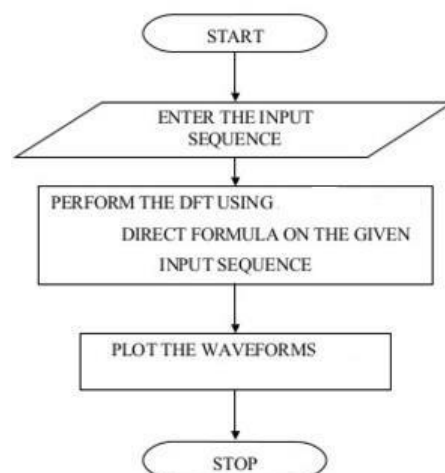 START
ENTER THE INPUT
SEQUENCE
PERFORM THE DFT USING
DIRECT FORMULA ON THE GIVEN
INPUT SEQUENCE
PLOT THE WAVEFORMS
STOP